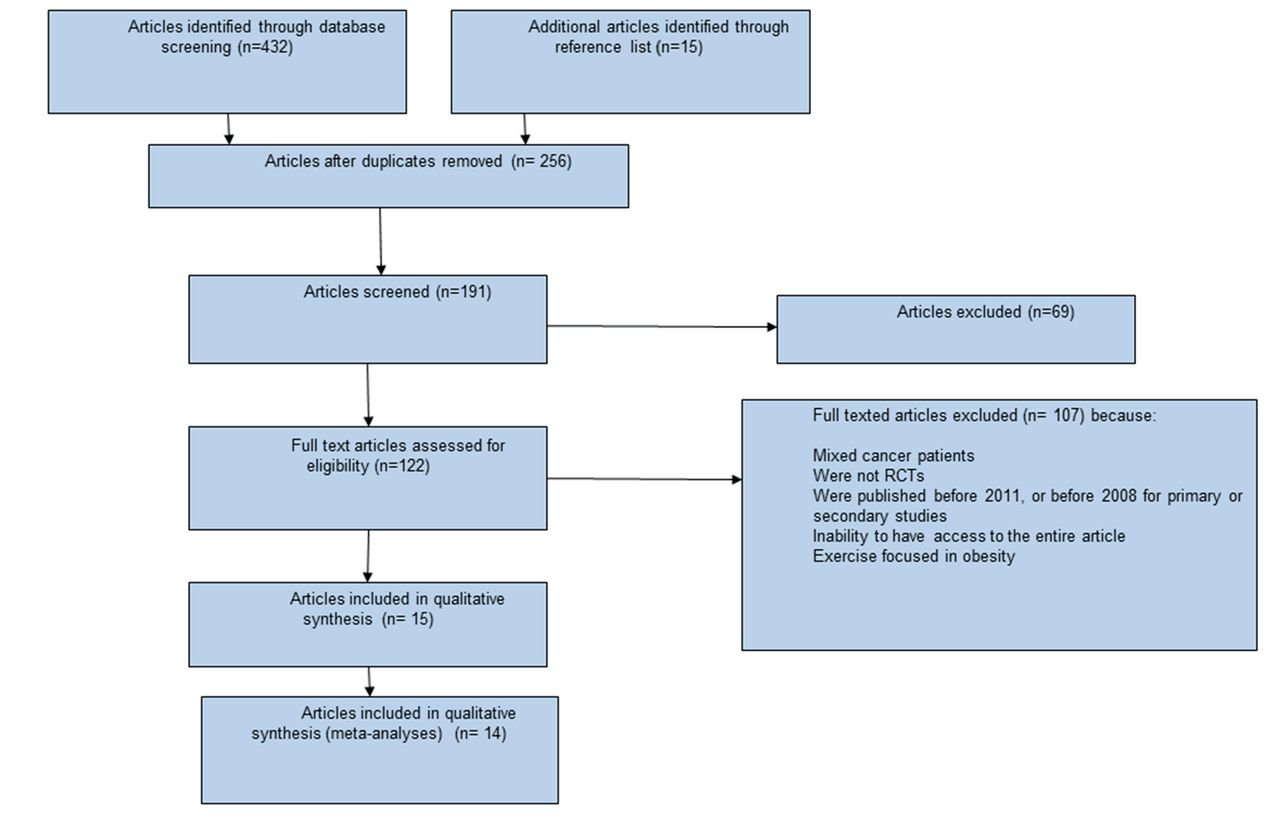 Articles identified through database
screening (n=432)
Additional articles identified through
reference list (n=15)
Articles after duplicates removed (n= 256)
Articles screened (n=191)
Articles excluded (n=69)
Full text articles assessed for
eligibility (n=122)
Full texted articles excluded (n= 107) because:
Mixed cancer patients
Were not RCTs
Were published before 2011, or before 2008 for primary or
secondary studies
Inability to have access to the entire article
Exercise focused in obesity
Articles included in qualitative
synthesis (n= 15)
Articles included in qualitative
synthesis (meta-analyses) (n= 14)